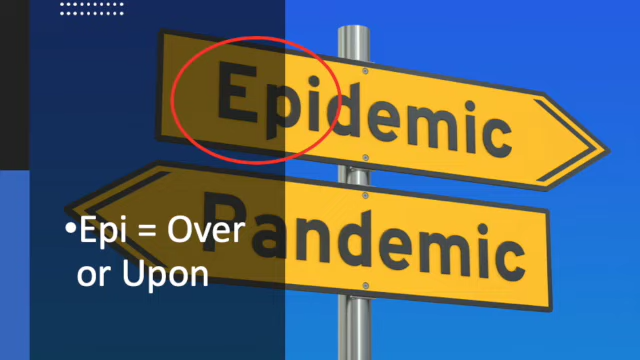 Epidemic
Pandemic
•Epi = Over
or Upon